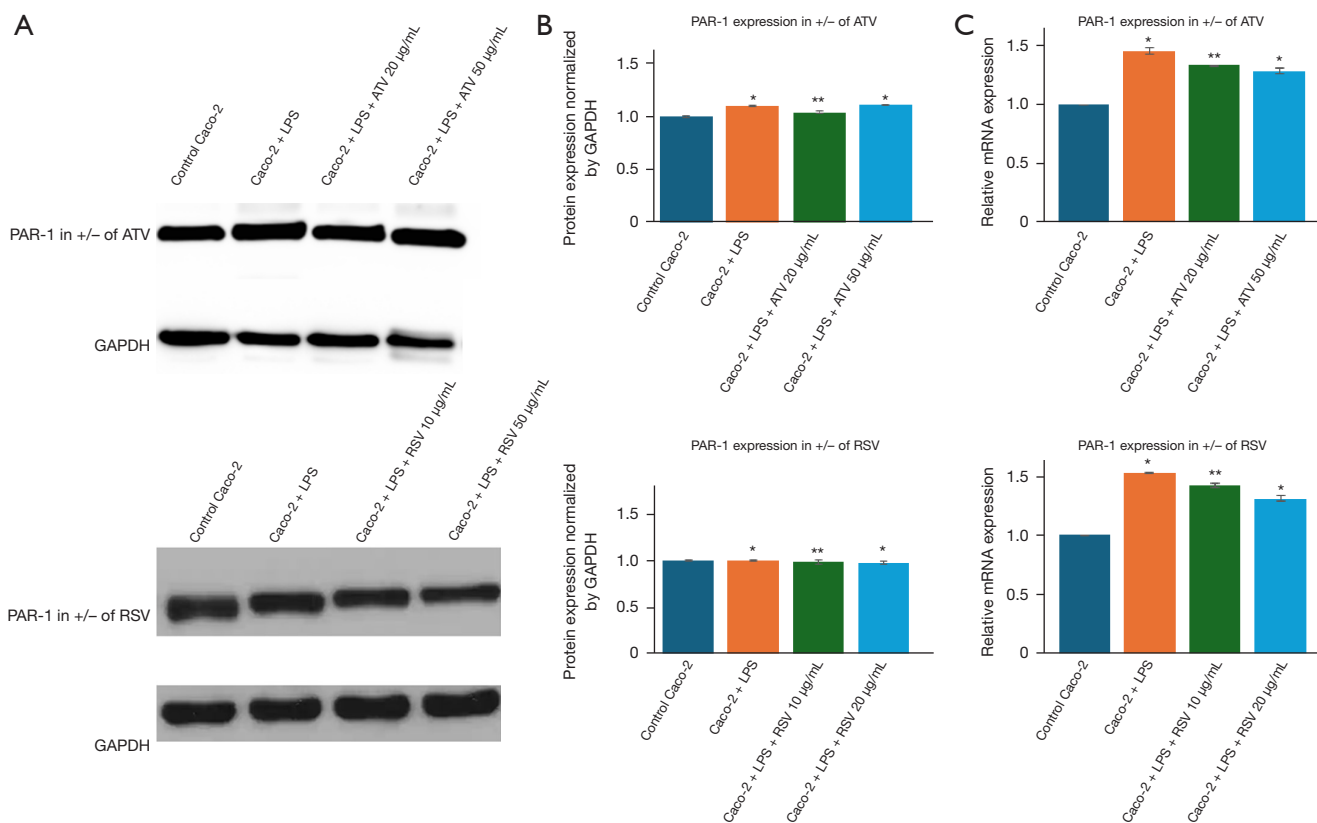 A
Control Caco-2
Caco-2 + LPS
Caco-2 + LPS + ATV 20 µg/mL
Caco-2 + LPS + ATV 50 µg/mL
PAR-1 in +/– of ATV
GAPDH
Control Caco-2
Caco-2 + LPS
Caco-2 + LPS + RSV 10 µg/mL
Caco-2 + LPS + RSV 50 µg/mL
PAR-1 in +/– of RSV
GAPDH
B
PAR-1 expression in +/– of ATV
Protein expression normalized
by GAPDH
1.5
1.0
0.5
0
*
**
*
Control Caco-2
Caco-2 + LPS
Caco-2 + LPS + ATV 20 µg/mL
Caco-2 + LPS + ATV 50 µg/mL
PAR-1 expression in +/– of RSV
Protein expression normalized
by GAPDH
1.5
1.0
0.5
0
*
**
*
Control Caco-2
Caco-2 + LPS
Caco-2 + LPS + RSV 10 µg/mL
Caco-2 + LPS + RSV 20 µg/mL
C
PAR-1 expression in +/– of ATV
Relative mRNA expression
1.5
1.0
0.5
0
*
**
*
Control Caco-2
Caco-2 + LPS
Caco-2 + LPS + ATV 20 µg/mL
Caco-2 + LPS + ATV 50 µg/mL
PAR-1 expression in +/– of RSV
Relative mRNA expression
1.5
1.0
0.5
0
*
**
*
Control Caco-2
Caco-2 + LPS
Caco-2 + LPS + RSV 10 µg/mL
Caco-2 + LPS + RSV 20 µg/mL